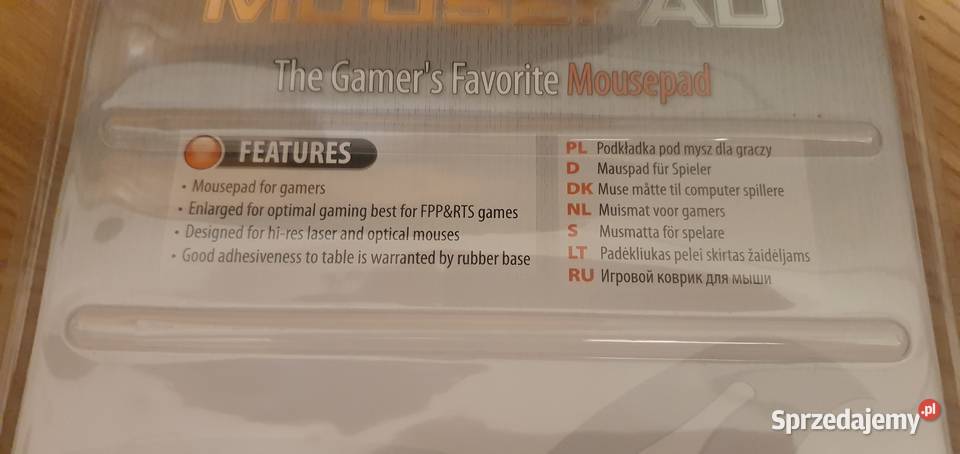 MOUSEPAD
The Gamer's Favorite Mousepad
FEATURES
• Mousepad for gamers
• Enlarged for optimal gaming best for FPP&RTS games
• Designed for hi-res laser and optical mouses
• Good adhesiveness to table is warranted by rubber base
PL Podkładka pod mysz dla graczy
D Mauspad für Spieler
DK Muse måtte til computer spillere
NL Muismat voor gamers
S Musmatta för spelare
LT Padėkliukas pelei skirtas žaidėljams
RU Игровой коврик для мыши
Sprzedajemy.pl